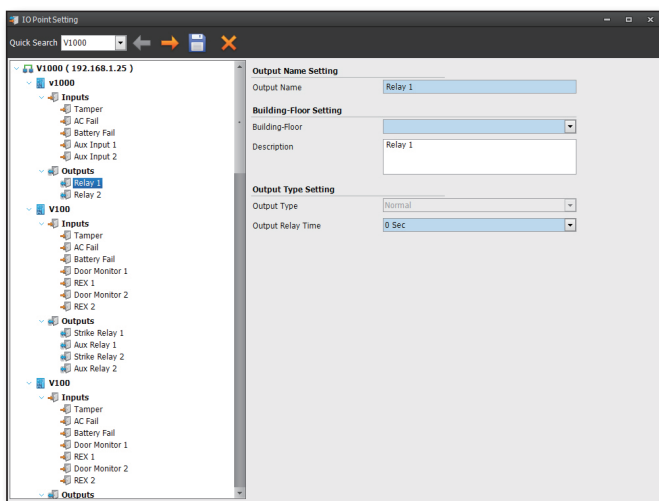 IO Point Setting
Quick Search V1000
V1000 ( 192.168.1.25 )
v1000
Inputs
Tamper
AC Fail
Battery Fail
Aux Input 1
Aux Input 2
Outputs
Relay 1
Relay 2
V100
Inputs
Tamper
AC Fail
Battery Fail
Door Monitor 1
REX 1
Door Monitor 2
REX 2
Outputs
Strike Relay 1
Aux Relay 1
Strike Relay 2
Aux Relay 2
V100
Inputs
Tamper
AC Fail
Battery Fail
Door Monitor 1
REX 1
Door Monitor 2
REX 2
Outputs
Output Name Setting
Output Name Relay 1
Building-Floor Setting
Building-Floor
Description Relay 1
Output Type Setting
Output Type Normal
Output Relay Time 0 Sec